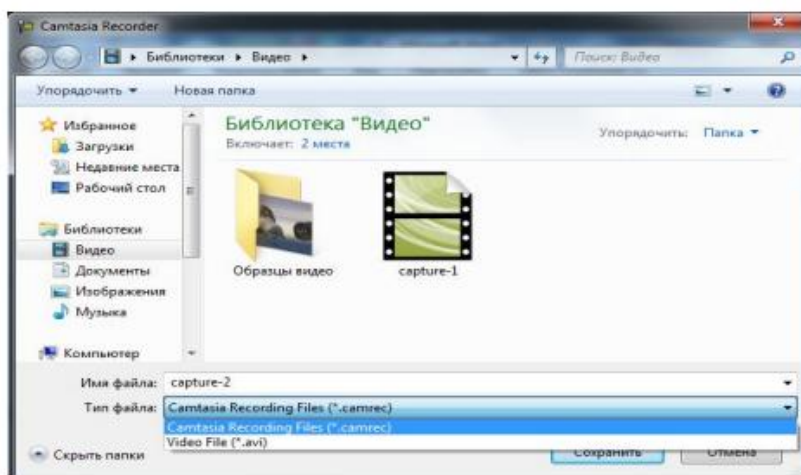 Camtasia Recorder
Библиотеки ▸ Видео ▸
Поиск: Видео
Упорядочить Новая папка
Избранное
Загрузки
Недавние места
Рабочий стол
Библиотеки
Видео
Документы
Изображения
Музыка
Компьютер
Библиотека "Видео"
Включает: 2 места
Упорядочить: Папка
Образцы видео
capture-1
Имя файла: capture-2
Тип файла: Camtasia Recording Files (*.camrec)
Camtasia Recording Files (*.camrec)
Video File (*.avi)
Скрыть папки
Сохранить
Отмена